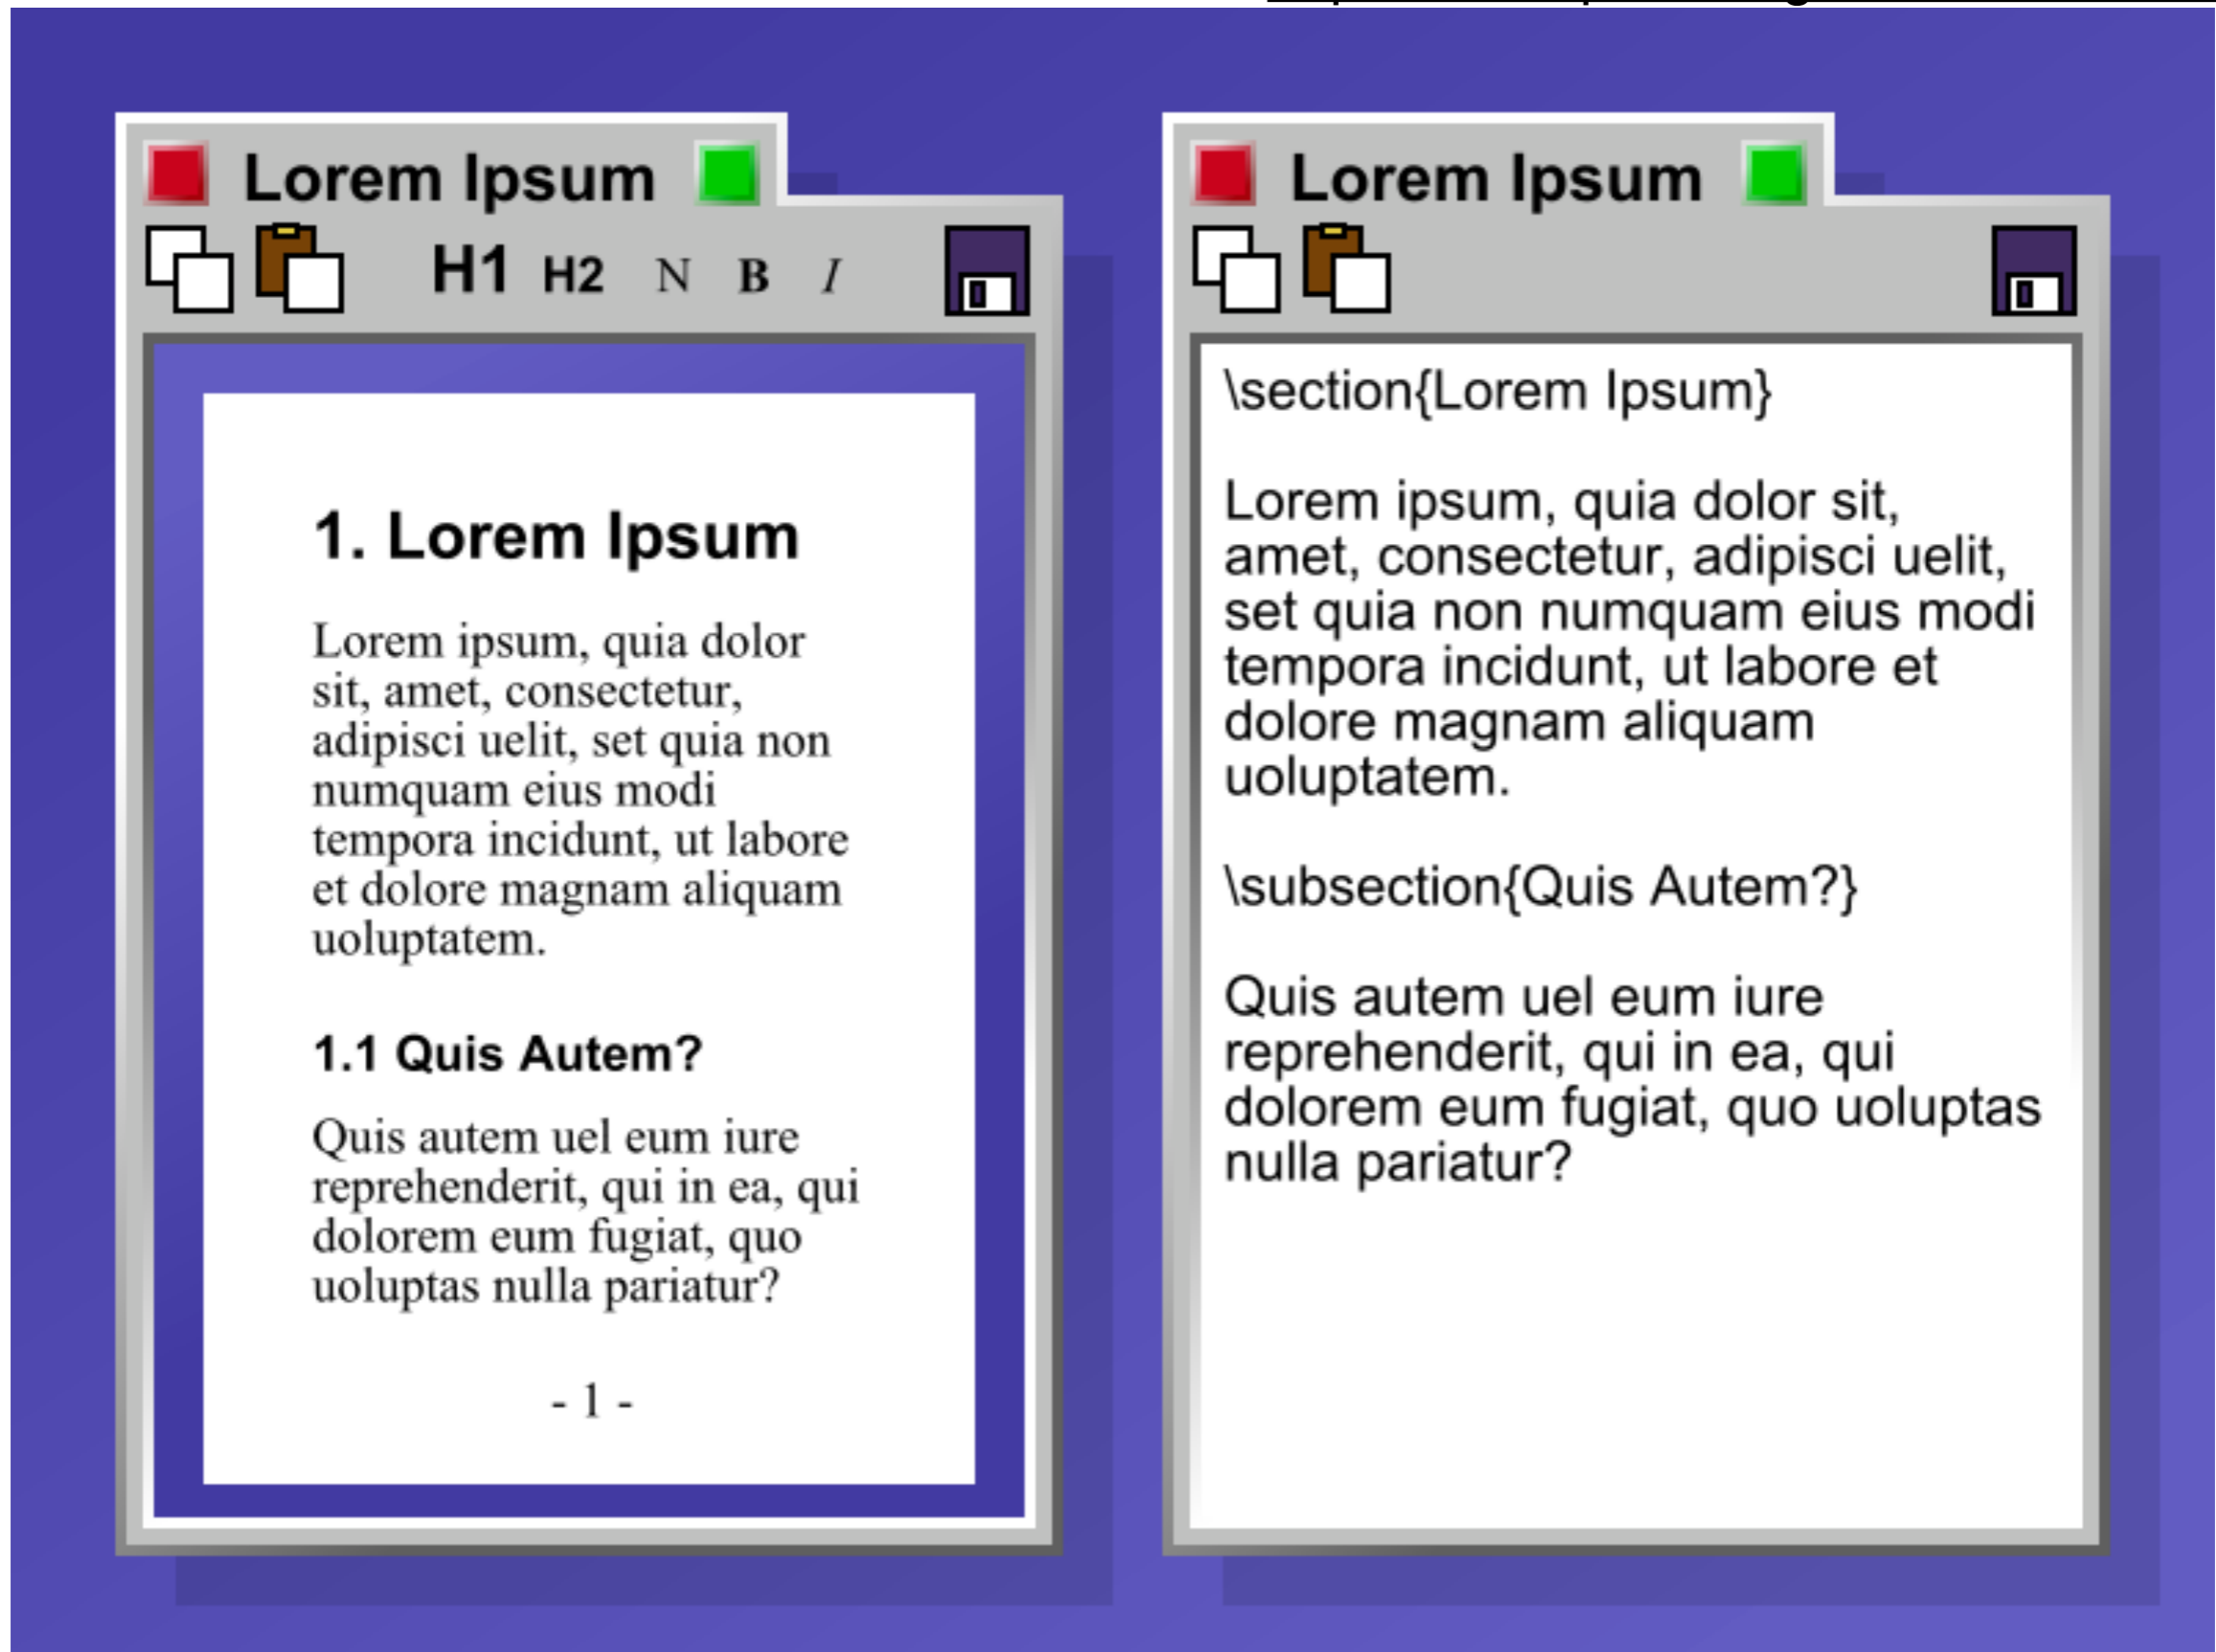 Lorem Ipsum
H1 H2 N B I
1. Lorem Ipsum
Lorem ipsum, quia dolor
sit, amet, consectetur,
adipisci uelit, set quia non
numquam eius modi
tempora incidunt, ut labore
et dolore magnam aliquam
uoluptatem.
1.1 Quis Autem?
Quis autem uel eum iure
reprehenderit, qui in ea, qui
dolorem eum fugiat, quo
uoluptas nulla pariatur?
- 1 -
Lorem Ipsum
\section{Lorem Ipsum}
Lorem ipsum, quia dolor sit,
amet, consectetur, adipisci uelit,
set quia non numquam eius modi
tempora incidunt, ut labore et
dolore magnam aliquam
uoluptatem.
\subsection{Quis Autem?}
Quis autem uel eum iure
reprehenderit, qui in ea, qui
dolorem eum fugiat, quo uoluptas
nulla pariatur?